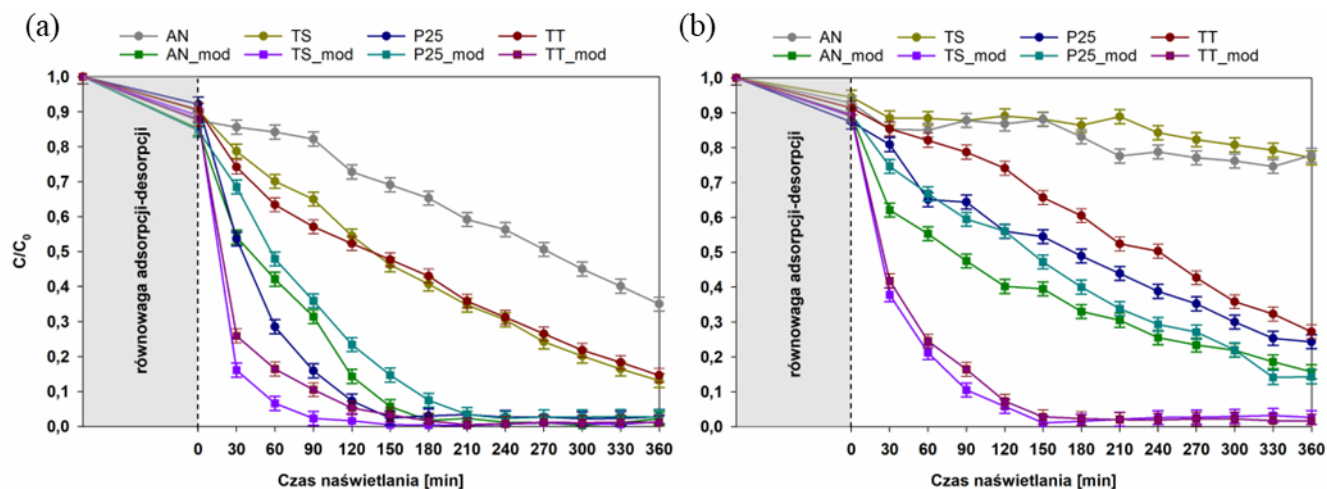 (a)
AN TS P25 TT
AN_mod TS_mod P25_mod TT_mod
1,0
0,9
0,8
0,7
0,6
0,5
0,4
0,3
0,2
0,1
0,0
C/C0
równowaga adsorpcji-desorpcji
0 30 60 90 120 150 180 210 240 270 300 330 360
Czas naświetlania [min]
(b)
AN TS P25 TT
AN_mod TS_mod P25_mod TT_mod
1,0
0,9
0,8
0,7
0,6
0,5
0,4
0,3
0,2
0,1
0,0
równowaga adsorpcji-desorpcji
0 30 60 90 120 150 180 210 240 270 300 330 360
Czas naświetlania [min]